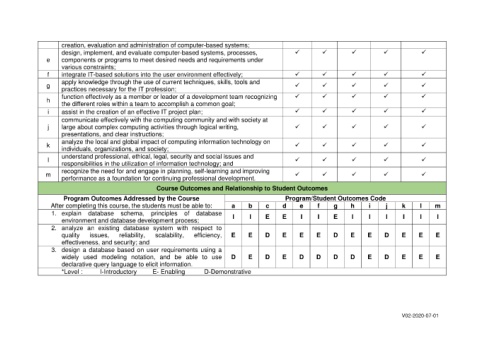 creation, evaluation and administration of computer-based systems;
e design, implement, and evaluate computer-based systems, processes, ✓ ✓ ✓ ✓ ✓
components or programs to meet desired needs and requirements under
various constraints;
f integrate IT-based solutions into the user environment effectively; ✓ ✓ ✓ ✓ ✓
g apply knowledge through the use of current techniques, skills, tools and ✓ ✓ ✓ ✓ ✓
practices necessary for the IT profession;
h function effectively as a member or leader of a development team recognizing ✓ ✓ ✓ ✓ ✓
the different roles within a team to accomplish a common goal;
i assist in the creation of an effective IT project plan; ✓ ✓ ✓ ✓ ✓
j communicate effectively with the computing community and with society at ✓ ✓ ✓ ✓ ✓
large about complex computing activities through logical writing,
presentations, and clear instructions;
k analyze the local and global impact of computing information technology on ✓ ✓ ✓ ✓ ✓
individuals, organizations, and society;
l understand professional, ethical, legal, security and social issues and ✓ ✓ ✓ ✓ ✓
responsibilities in the utilization of information technology; and
m recognize the need for and engage in planning, self-learning and improving ✓ ✓ ✓ ✓ ✓
performance as a foundation for continuing professional development.
Course Outcomes and Relationship to Student Outcomes
Program Outcomes Addressed by the Course Program/Student Outcomes Code
After completing this course, the students must be able to: a b c d e f g h i j k l m
1. explain database schema, principles of database I I E E I I E I I I I I I
environment and database development process;
2. analyze an existing database system with respect to E E D E E E D E E D E E E
quality issues, reliability, scalability, efficiency,
effectiveness, and security; and
3. design a database based on user requirements using a D E D E D D D D E D E E E
widely used modeling notation, and be able to use
declarative query language to elicit information.
*Level : I-Introductory E- Enabling D-Demonstrative
V02-2020-07-01